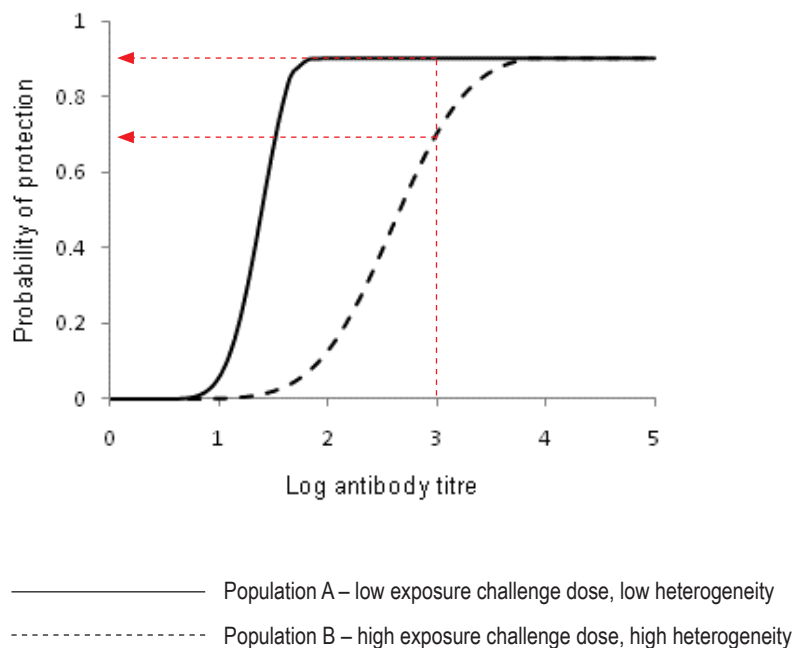 1
0.8
0.6
0.4
0.2
0
Probability of protection
0 1 2 3 4 5
Log antibody titre
Population A – low exposure challenge dose, low heterogeneity
Population B – high exposure challenge dose, high heterogeneity